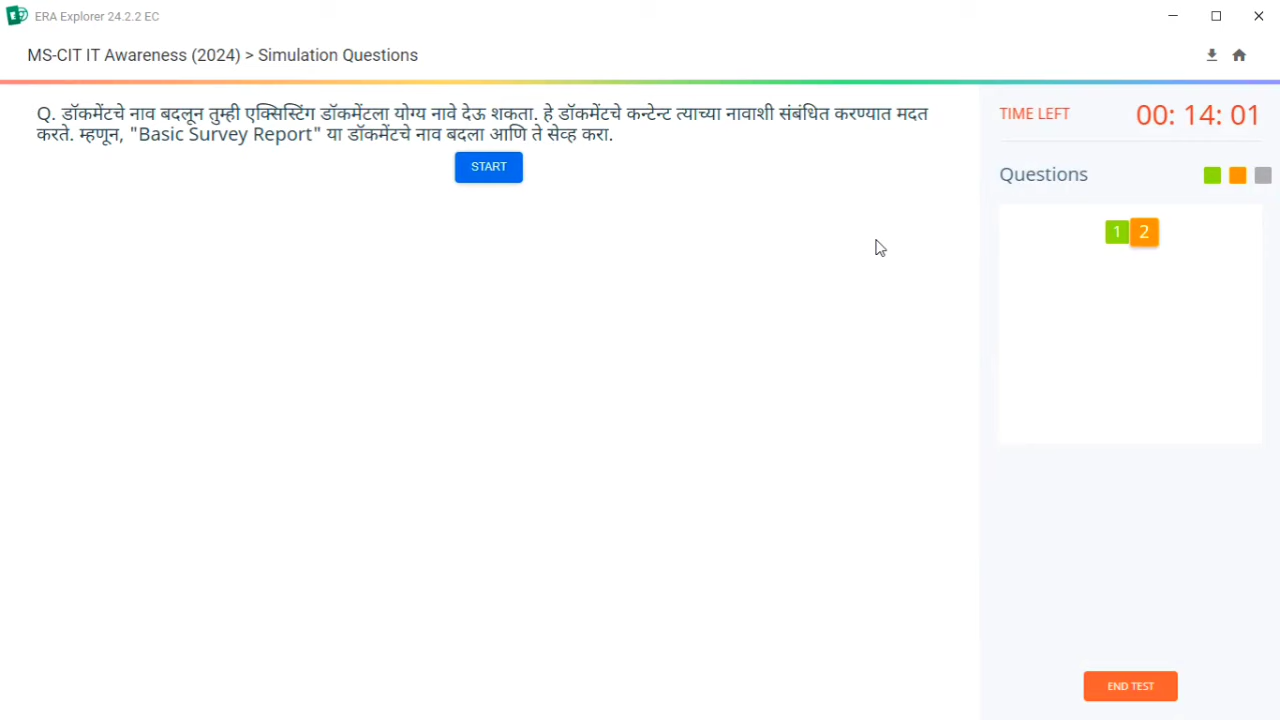 ERA Explorer 24.2.2 EC
MS-CIT IT Awareness (2024) > Simulation Questions
Q. डॉकमेंटचे नाव बदलून तुम्ही एक्सिस्टिंग डॉकमेंटला योग्य नावे देऊ शकता. हे डॉकमेंटचे कन्टेन्ट त्याच्या नावाशी संबंधित करण्यात मदत
करते. म्हणून, "Basic Survey Report" या डॉकमेंटचे नाव बदला आणि ते सेव्ह करा.
START
TIME LEFT 00: 14: 01
Questions
1 2
END TEST